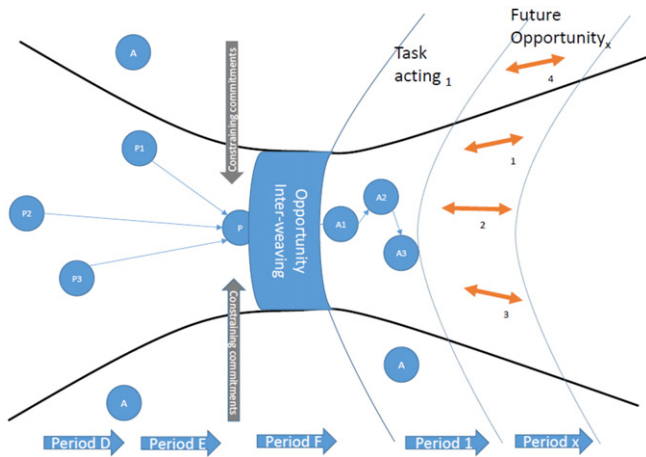 Future
Opportunityx
Task
acting 1
A
Constraining commitments
4
P1
1
Opportunity
Inter-weaving
P2
P
A1
A2
2
A3
P3
3
Constraining commitments
A
A
Period D
Period E
Period F
Period 1
Period x